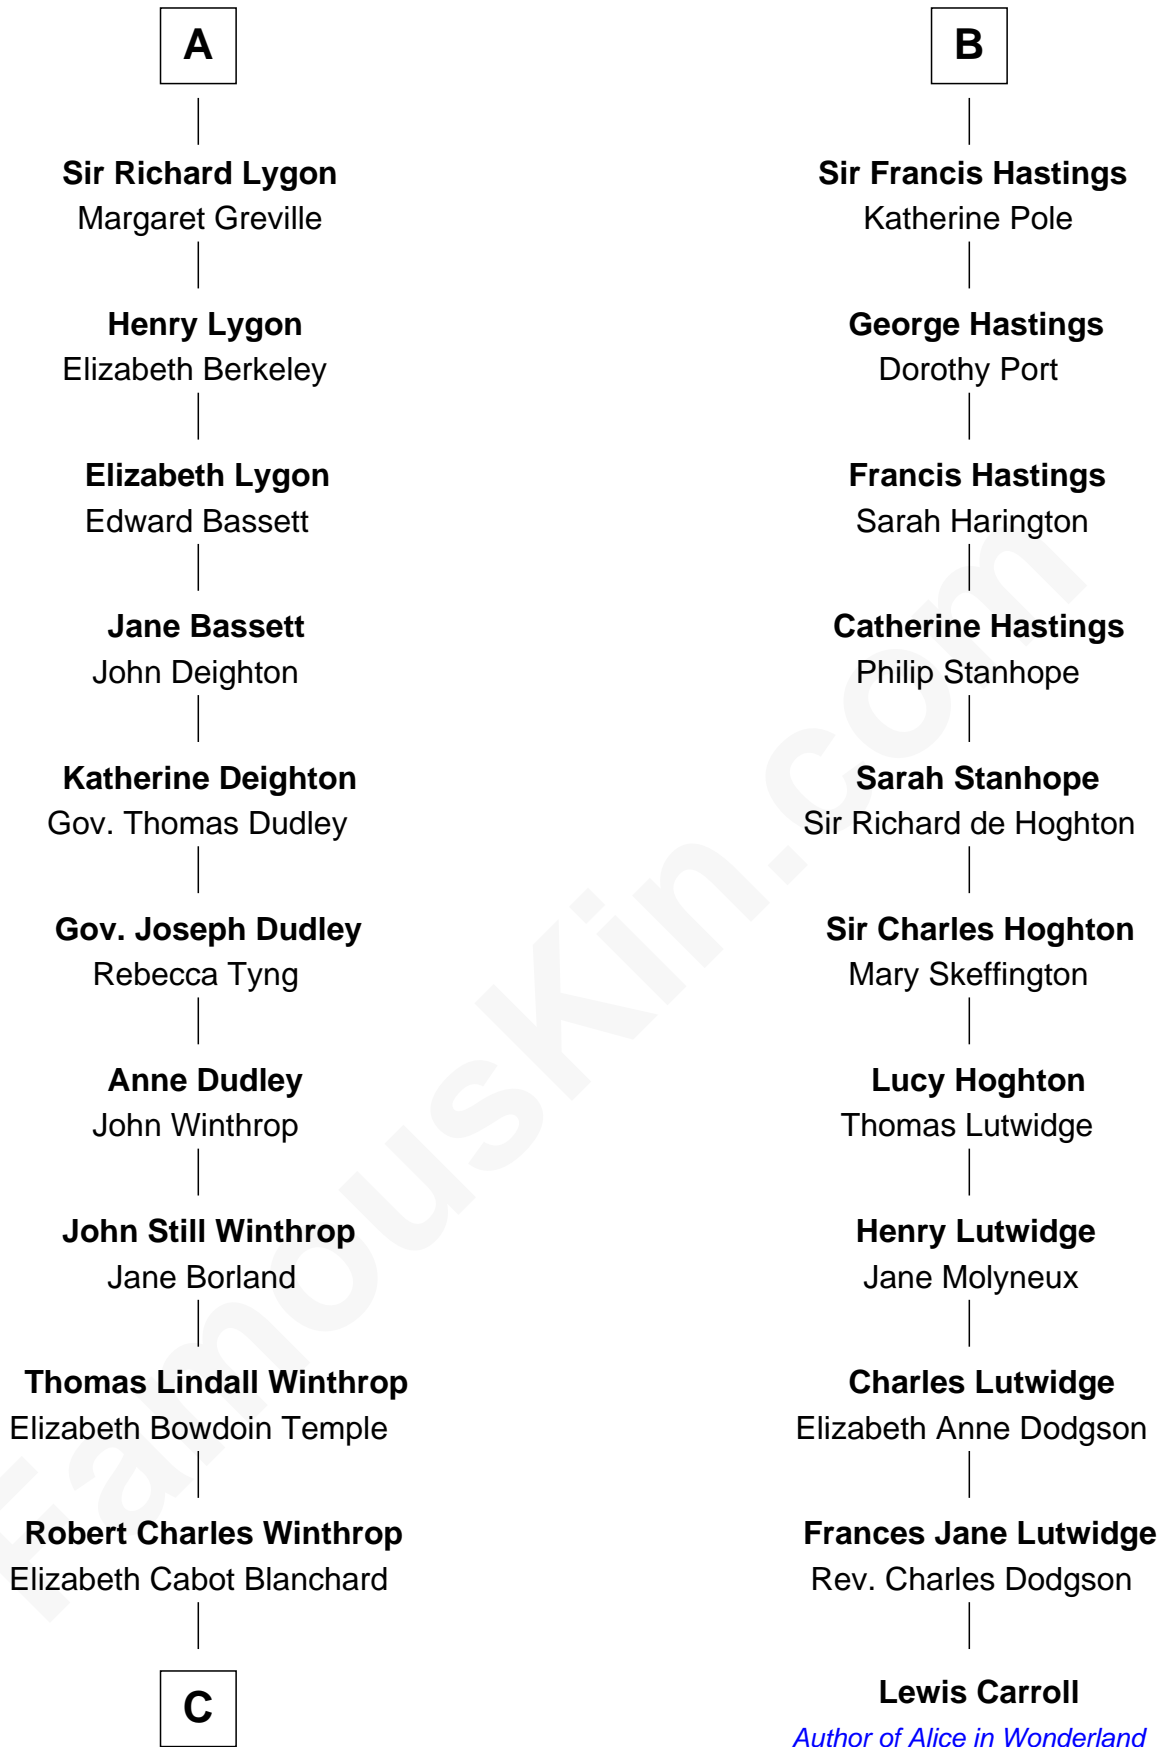 A
Sir Richard Lygon
Margaret Greville
Henry Lygon
Elizabeth Berkeley
Elizabeth Lygon
Edward Bassett
Jane Bassett
John Deighton
Katherine Deighton
Gov. Thomas Dudley
Gov. Joseph Dudley
Rebecca Tyng
Anne Dudley
John Winthrop
John Still Winthrop
Jane Borland
Thomas Lindall Winthrop
Elizabeth Bowdoin Temple
Robert Charles Winthrop
Elizabeth Cabot Blanchard
C
B
Sir Francis Hastings
Katherine Pole
George Hastings
Dorothy Port
Francis Hastings
Sarah Harington
Catherine Hastings
Philip Stanhope
Sarah Stanhope
Sir Richard de Hoghton
Sir Charles Hoghton
Mary Skeffington
Lucy Hoghton
Thomas Lutwidge
Henry Lutwidge
Jane Molyneux
Charles Lutwidge
Elizabeth Anne Dodgson
Frances Jane Lutwidge
Rev. Charles Dodgson
Lewis Carroll
Author of Alice in Wonderland
FamousKin.com